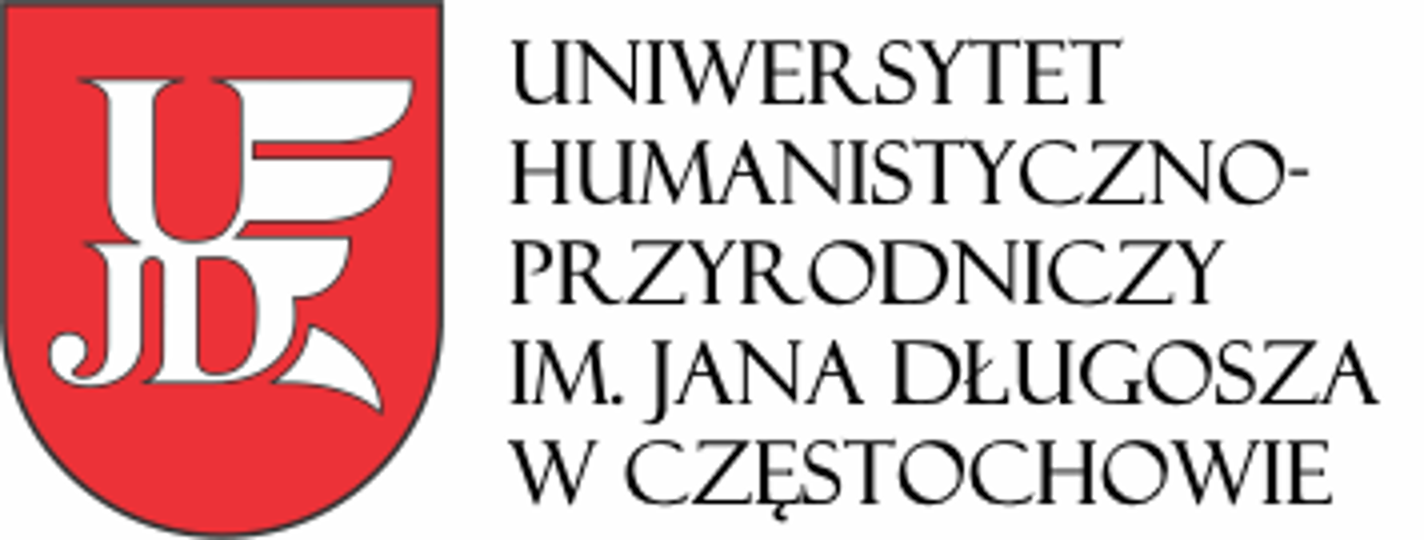 UJD
UNIWERSYTET
HUMANISTYCZNO-
PRZYRODNICZY
IM. JANA DŁUGOSZA
W CZĘSTOCHOWIE